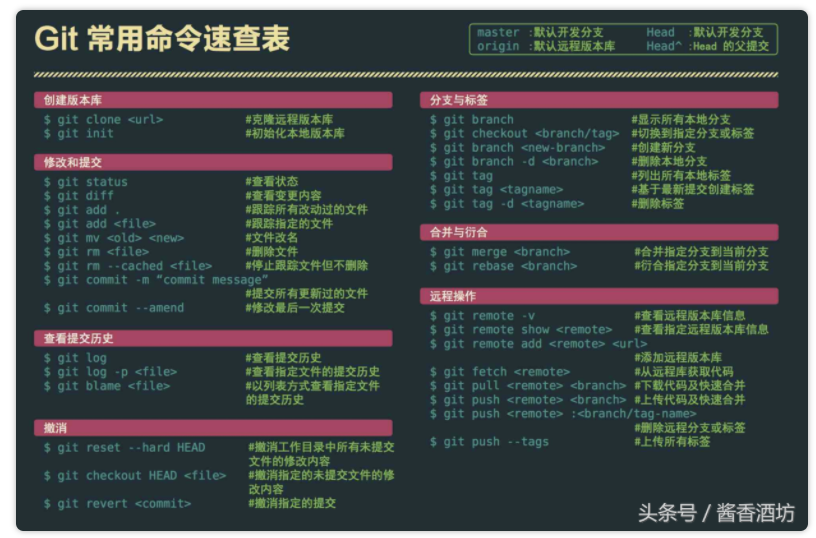 Git 常用命令速查表
master :默认开发分支 Head :默认开发分支
origin :默认远程版本库 Head^ :Head 的父提交
创建版本库
$ git clone <url> #克隆远程版本库
$ git init #初始化本地版本库
修改和提交
$ git status #查看状态
$ git diff #查看变更内容
$ git add . #跟踪所有改动过的文件
$ git add <file> #跟踪指定的文件
$ git mv <old> <new> #文件改名
$ git rm <file> #删除文件
$ git rm --cached <file> #停止跟踪文件但不删除
$ git commit -m “commit message”
#提交所有更新过的文件
$ git commit --amend #修改最后一次提交
查看提交历史
$ git log #查看提交历史
$ git log -p <file> #查看指定文件的提交历史
$ git blame <file> #以列表方式查看指定文件
的提交历史
撤消
$ git reset --hard HEAD #撤消工作目录中所有未提交
文件的修改内容
$ git checkout HEAD <file> #撤消指定的未提交文件的修
改内容
$ git revert <commit> #撤消指定的提交
分支与标签
$ git branch #显示所有本地分支
$ git checkout <branch/tag> #切换到指定分支或标签
$ git branch <new-branch> #创建新分支
$ git branch -d <branch> #删除本地分支
$ git tag #列出所有本地标签
$ git tag <tagname> #基于最新提交创建标签
$ git tag -d <tagname> #删除标签
合并与衍合
$ git merge <branch> #合并指定分支到当前分支
$ git rebase <branch> #衍合指定分支到当前分支
远程操作
$ git remote -v #查看远程版本库信息
$ git remote show <remote> #查看指定远程版本库信息
$ git remote add <remote> <url>
#添加远程版本库
$ git fetch <remote> #从远程库获取代码
$ git pull <remote> <branch> #下载代码及快速合并
$ git push <remote> <branch> #上传代码及快速合并
$ git push <remote> :<branch/tag-name>
#删除远程分支或标签
$ git push --tags #上传所有标签
头条号 / 酱香酒坊